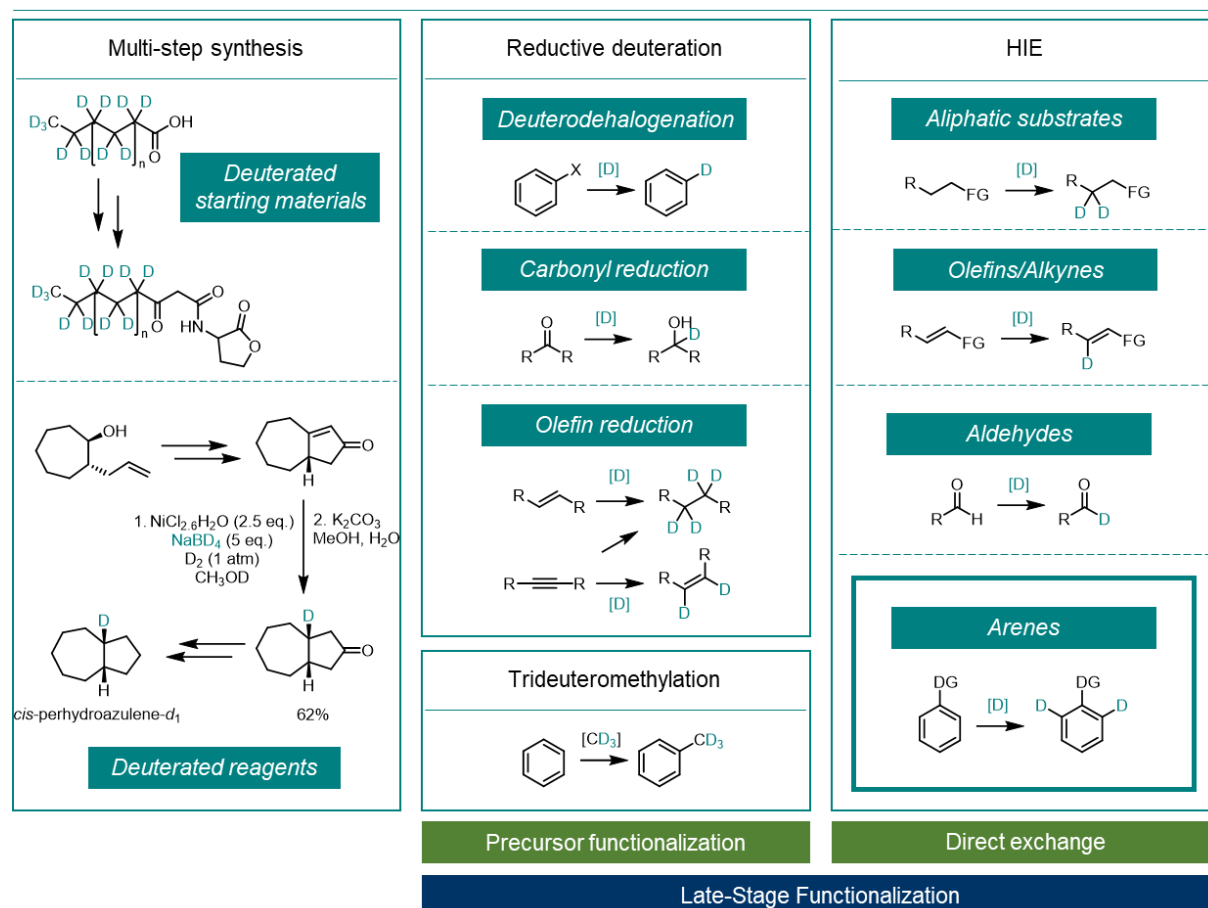 Multi-step synthesis
D D D D
D₃C
OH
D D D D O
n
Deuterated
starting materials
D D D D
D₃C
O O
D D D D O
n
HN
O
O
OH
O
H
1. NiCl₂.6H₂O (2.5 eq.)
NaBD₄ (5 eq.)
D₂ (1 atm)
CH₃OD
2. K₂CO₃
MeOH, H₂O
D
H
cis-perhydroazulene-d₁
D
O
H
62%
Deuterated reagents
Reductive deuteration
Deuterodehalogenation
X
[D]
D
Carbonyl reduction
O
R R
[D]
OH
D
R R
Olefin reduction
R
R
[D]
D D
R
R
D D
R
R
[D]
R
R
D
D
Trideuteromethylation
[CD₃]
CD₃
HIE
Aliphatic substrates
R
FG
[D]
R
FG
D D
Olefins/Alkynes
R
FG
[D]
R
FG
D
Aldehydes
O
R H
[D]
O
R D
Arenes
DG
[D]
DG
D D
Precursor functionalization
Direct exchange
Late-Stage Functionalization